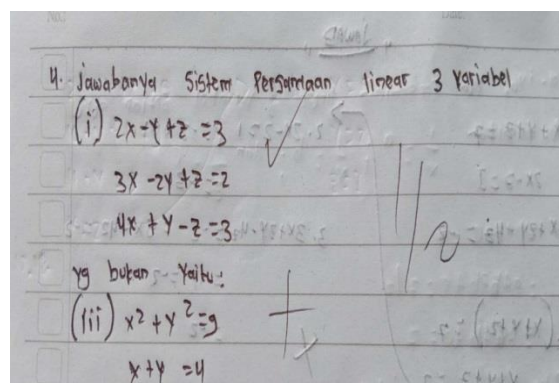 4. Jawabanya Sistem Persamaan linear 3 Variabel
(i) 2x-y+z =3
3x -2y +z =2
4x +y -z =3
yg bukan yaitu:
(iii) x² + y² =9
x+y =4